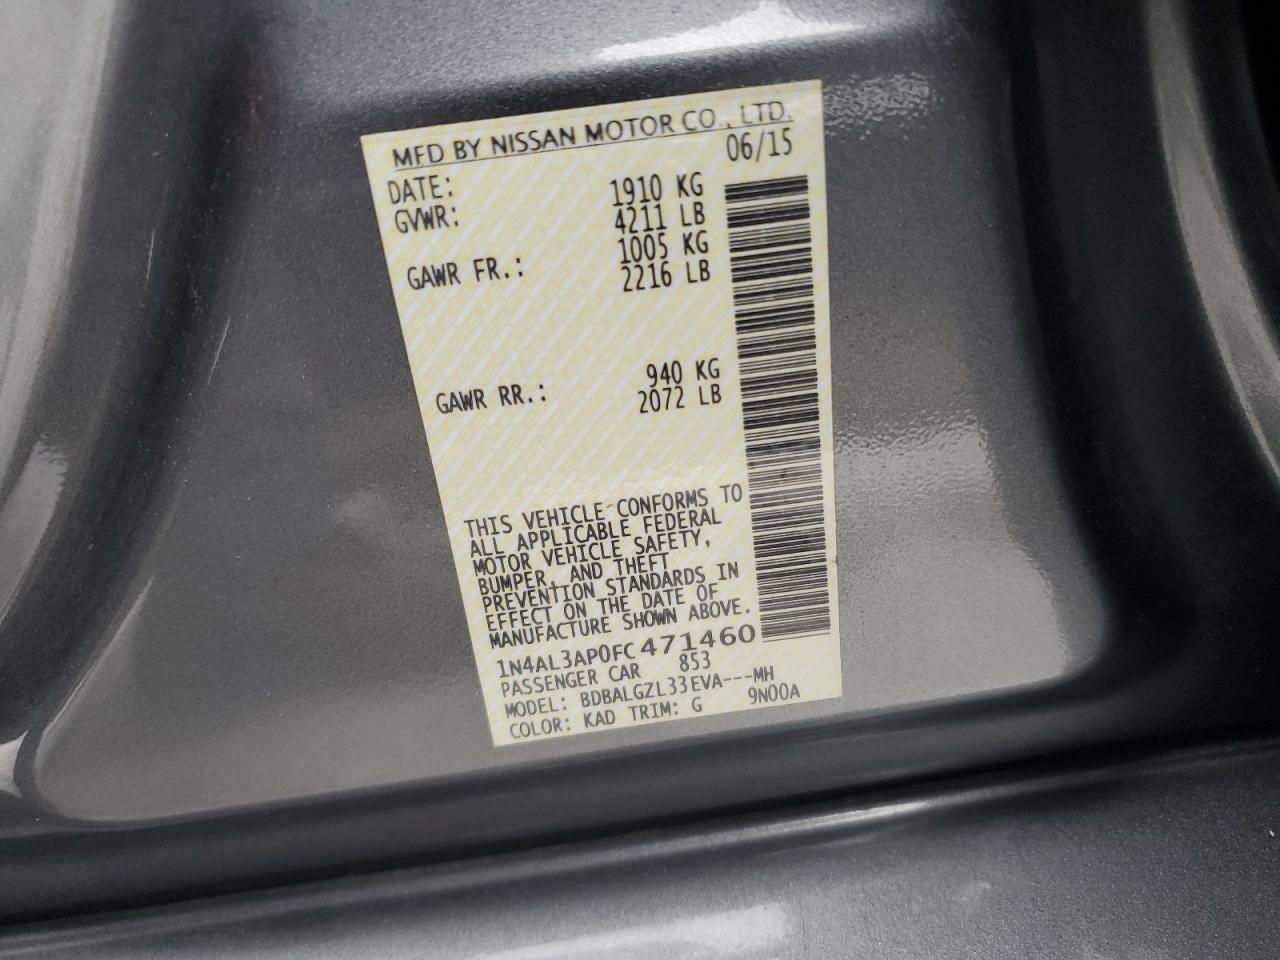 MFD BY NISSAN MOTOR CO., LTD.
DATE: 06/15
GVWR: 1910 KG
4211 LB
GAWR FR.: 1005 KG
2216 LB
GAWR RR.: 940 KG
2072 LB
THIS VEHICLE CONFORMS TO
ALL APPLICABLE FEDERAL
MOTOR VEHICLE SAFETY,
BUMPER, AND THEFT
PREVENTION STANDARDS IN
EFFECT ON THE DATE OF
MANUFACTURE SHOWN ABOVE.
1N4AL3AP0FC471460
PASSENGER CAR 853
MODEL: BDBALGZL33EVA---MH
COLOR: KAD TRIM: G 9N00A